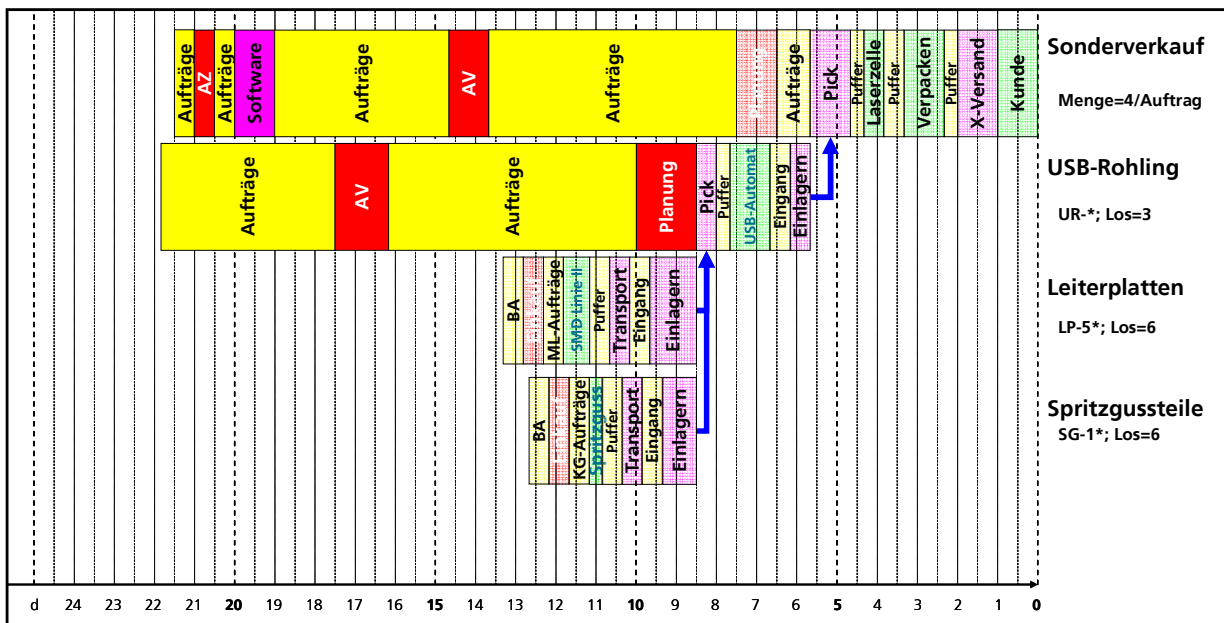 Aufträge
AZ
Aufträge
Software
Aufträge
AV
Aufträge
Aufträge
Pick
Puffer
Laserzelle
Puffer
Verpacken
Puffer
X-Versand
Kunde
Sonderverkauf
Menge=4/Auftrag
Aufträge
AV
Aufträge
Planung
Pick
Puffer
USB-Automat
Eingang
Einlagern
USB-Rohling
UR-*; Los=3
BA
ML-Aufträge
SMD Linie II
Puffer
Transport
Eingang
Einlagern
Leiterplatten
LP-5*; Los=6
BA
KG-Aufträge
Spritzguss
Puffer
Transport
Eingang
Einlagern
Spritzgussteile
SG-1*; Los=6
d 24 23 22 21 20 19 18 17 16 15 14 13 12 11 10 9 8 7 6 5 4 3 2 1 0